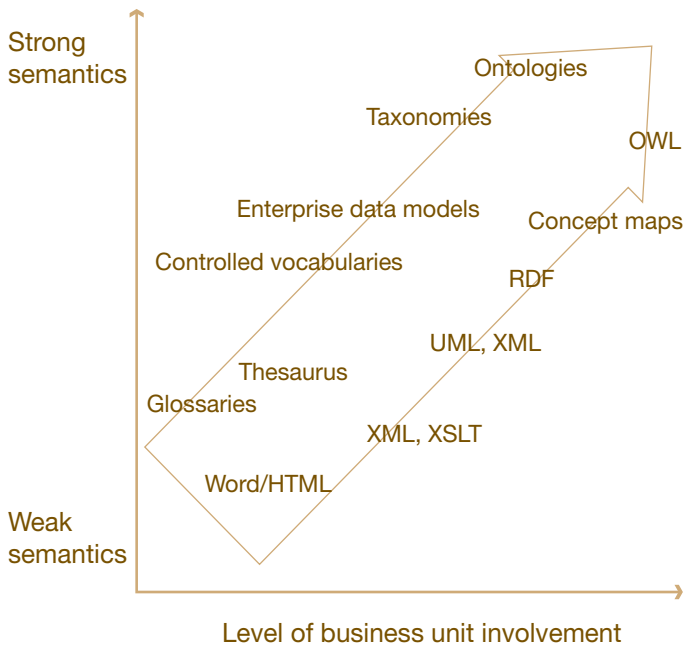 Strong
semantics
Ontologies
Taxonomies
OWL
Enterprise data models
Concept maps
Controlled vocabularies
RDF
UML, XML
Thesaurus
Glossaries
XML, XSLT
Word/HTML
Weak
semantics
Level of business unit involvement